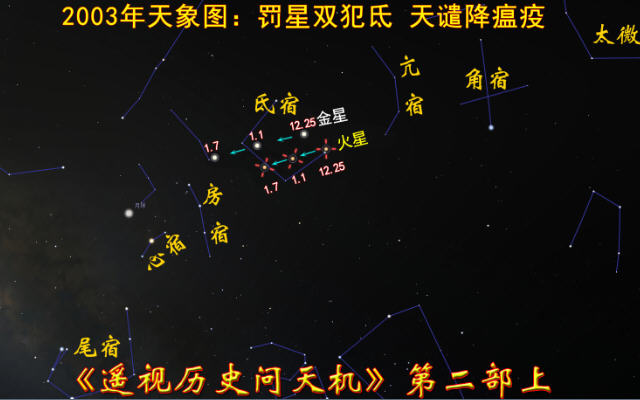 2003年天象图：罚星双犯氐 天谴降瘟疫
太微
亢宿
角宿
氐宿
12.25 金星
1.1
1.7
火星
12.25
1.1
1.7
房宿
心宿
尾宿
《遥视历史问天机》第二部上